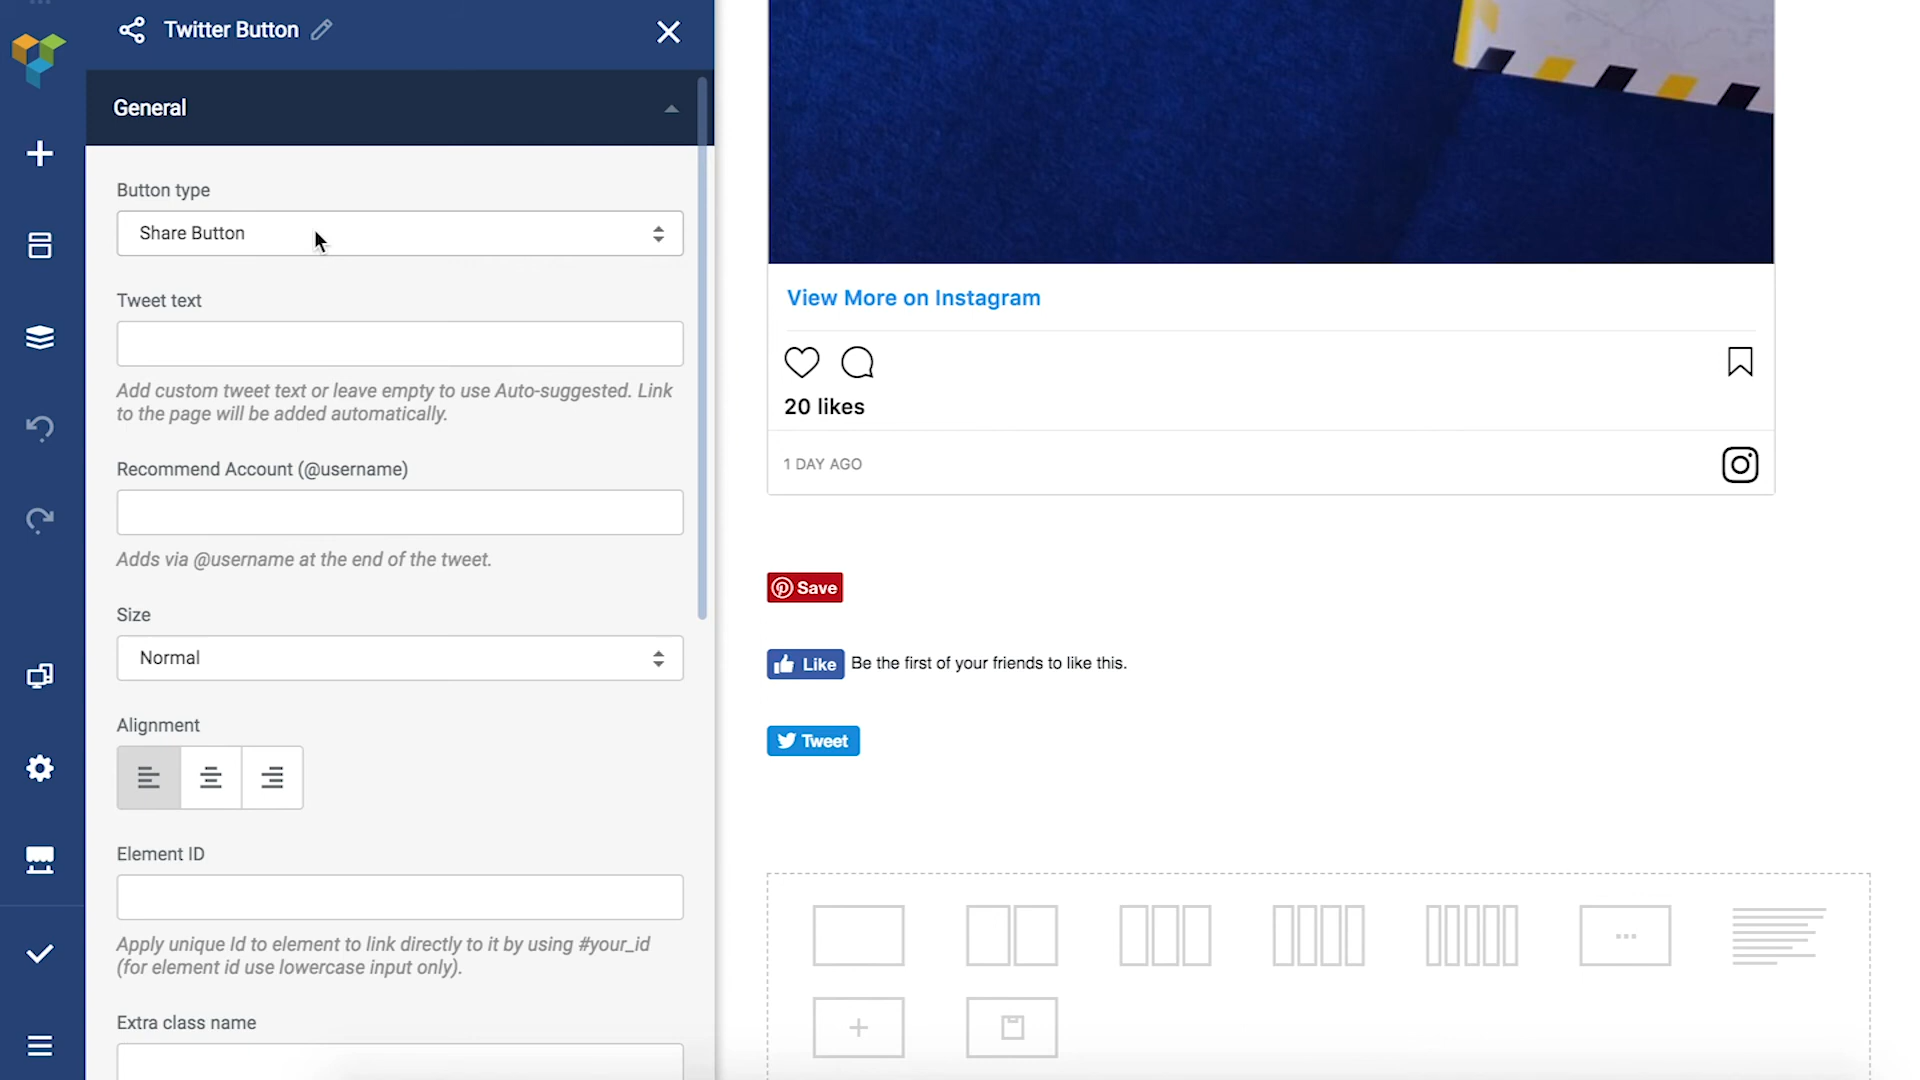 Twitter Button
General
Button type
Share Button
Tweet text
Add custom tweet text or leave empty to use Auto-suggested. Link
to the page will be added automatically.
Recommend Account (@username)
Adds via @username at the end of the tweet.
Size
Normal
Alignment
Element ID
Apply unique Id to element to link directly to it by using #your_id
(for element id use lowercase input only).
Extra class name
View More on Instagram
20 likes
1 DAY AGO
Save
Like Be the first of your friends to like this.
Tweet